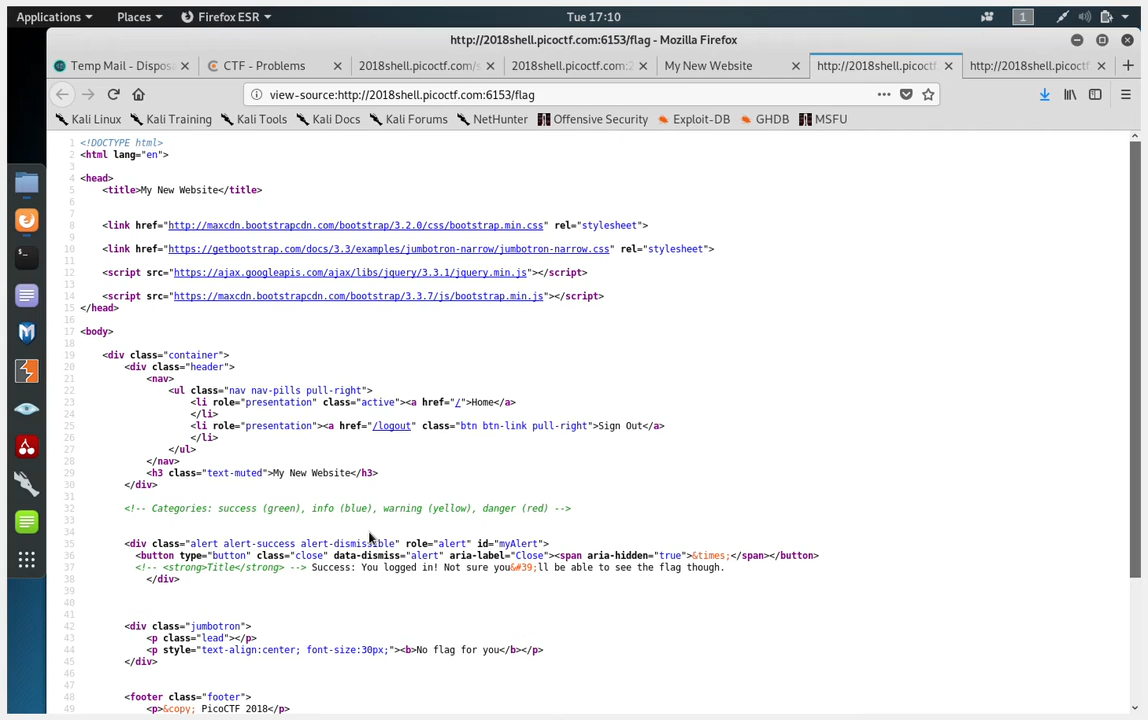 Applications Places Firefox ESR Tue 17:10 1
http://2018shell.picoctf.com:6153/flag - Mozilla Firefox
Temp Mail - Dispos CTF - Problems 2018shell.picoctf.com/s 2018shell.picoctf.com:2 My New Website http://2018shell.picoctf. http://2018shell.picoctf
view-source:http://2018shell.picoctf.com:6153/flag
Kali Linux Kali Training Kali Tools Kali Docs Kali Forums NetHunter Offensive Security Exploit-DB GHDB MSFU
1 <!DOCTYPE html>
2 <html lang="en">
3
4 <head>
5 <title>My New Website</title>
6
7
8 <link href="http://maxcdn.bootstrapcdn.com/bootstrap/3.2.0/css/bootstrap.min.css" rel="stylesheet">
9
10 <link href="https://getbootstrap.com/docs/3.3/examples/jumbotron-narrow/jumbotron-narrow.css" rel="stylesheet">
11
12 <script src="https://ajax.googleapis.com/ajax/libs/jquery/3.3.1/jquery.min.js"></script>
13
14 <script src="https://maxcdn.bootstrapcdn.com/bootstrap/3.3.7/js/bootstrap.min.js"></script>
15 </head>
16
17 <body>
18
19 <div class="container">
20 <div class="header">
21 <nav>
22 <ul class="nav nav-pills pull-right">
23 <li role="presentation" class="active"><a href="/">Home</a>
24 </li>
25 <li role="presentation"><a href="/logout" class="btn btn-link pull-right">Sign Out</a>
26 </li>
27 </ul>
28 </nav>
29 <h3 class="text-muted">My New Website</h3>
30 </div>
31
32 <!-- Categories: success (green), info (blue), warning (yellow), danger (red) -->
33
34
35 <div class="alert alert-success alert-dismissible" role="alert" id="myAlert">
36 <button type="button" class="close" data-dismiss="alert" aria-label="Close"><span aria-hidden="true">&times;</span></button>
37 <!-- <strong>Title</strong> --> Success: You logged in! Not sure you&#39;ll be able to see the flag though.
38 </div>
39
40
41
42 <div class="jumbotron">
43 <p class="lead"></p>
44 <p style="text-align:center; font-size:30px;"><b>No flag for you</b></p>
45 </div>
46
47
48 <footer class="footer">
49 <p>&copy; PicoCTF 2018</p>